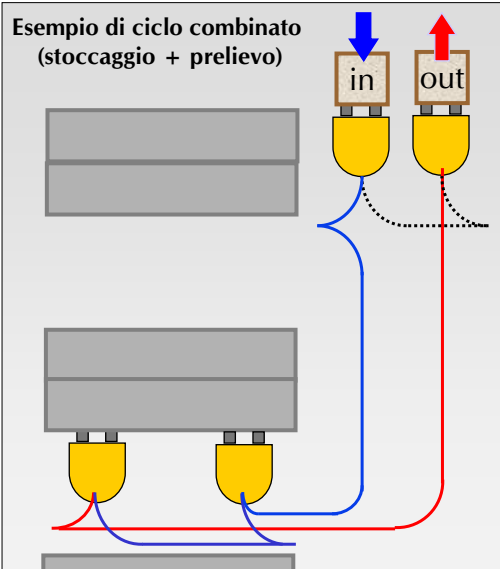 Esempio di ciclo combinato
(stoccaggio + prelievo)
in
out